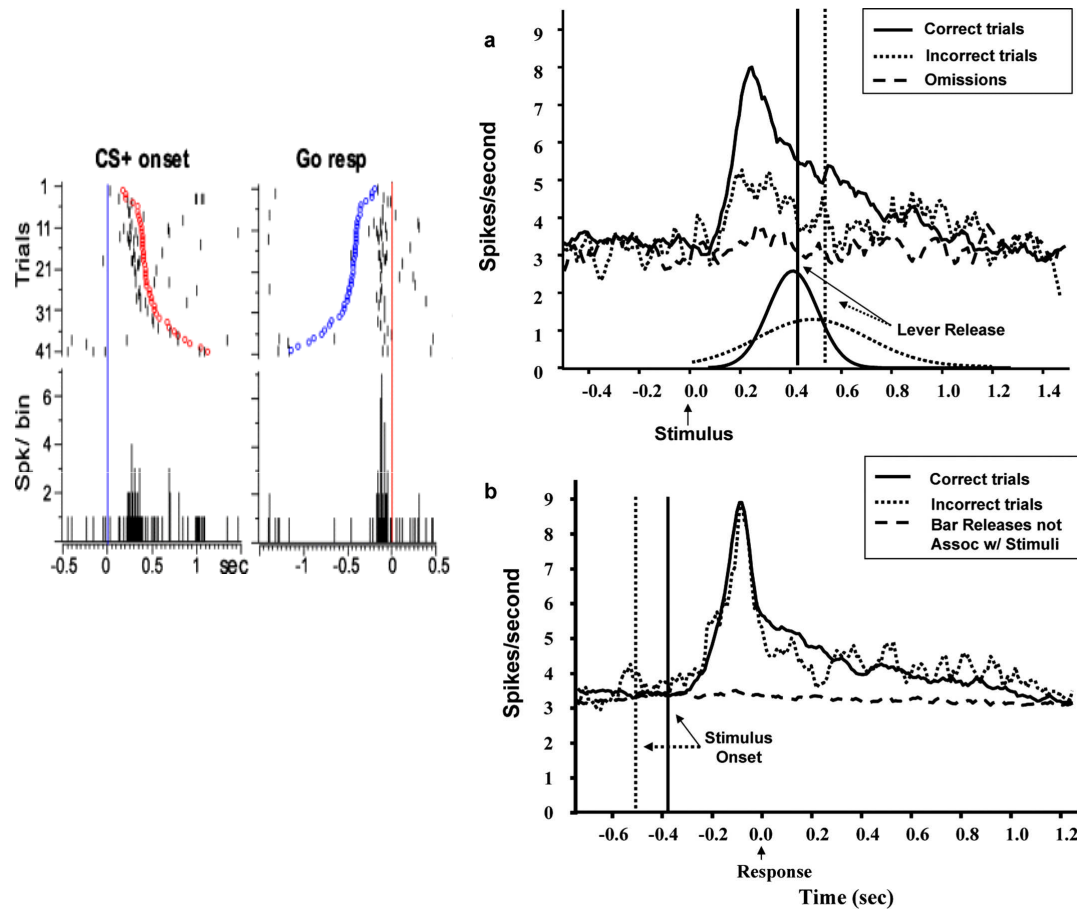 CS+ onset
Go resp
Trials
1
11
21
31
41
Spk/ bin
6
4
2
-0.5 0 0.5 1 sec
-1 -0.5 0 0.5
a
Spikes/second
9
8
7
6
5
4
3
2
1
0
Correct trials
Incorrect trials
Omissions
Lever Release
-0.4 -0.2 0.0 0.2 0.4 0.6 0.8 1.0 1.2 1.4
Stimulus
b
Spikes/second
9
8
7
6
5
4
3
2
1
0
Correct trials
Incorrect trials
Bar Releases not
Assoc w/ Stimuli
Stimulus
Onset
-0.6 -0.4 -0.2 0.0 0.2 0.4 0.6 0.8 1.0 1.2
Response
Time (sec)